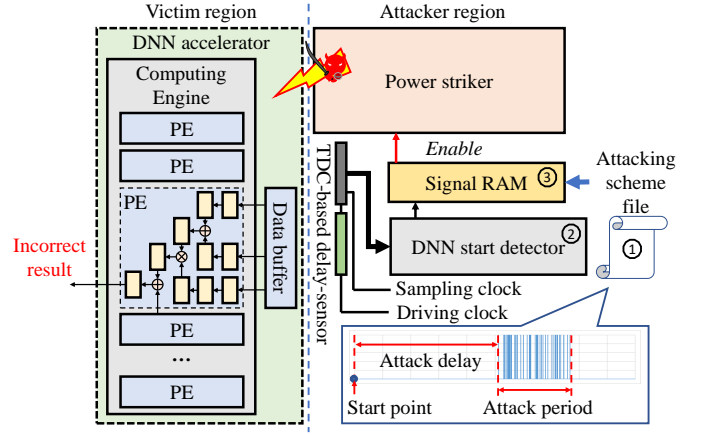 Victim region
Attacker region
DNN accelerator
Computing
Engine
PE
PE
PE
Data buffer
Incorrect
result
PE
...
PE
Power striker
Enable
TDC-based delay-sensor
Signal RAM
③
Attacking
scheme
file
①
DNN start detector
②
Sampling clock
Driving clock
Attack delay
Start point
Attack period